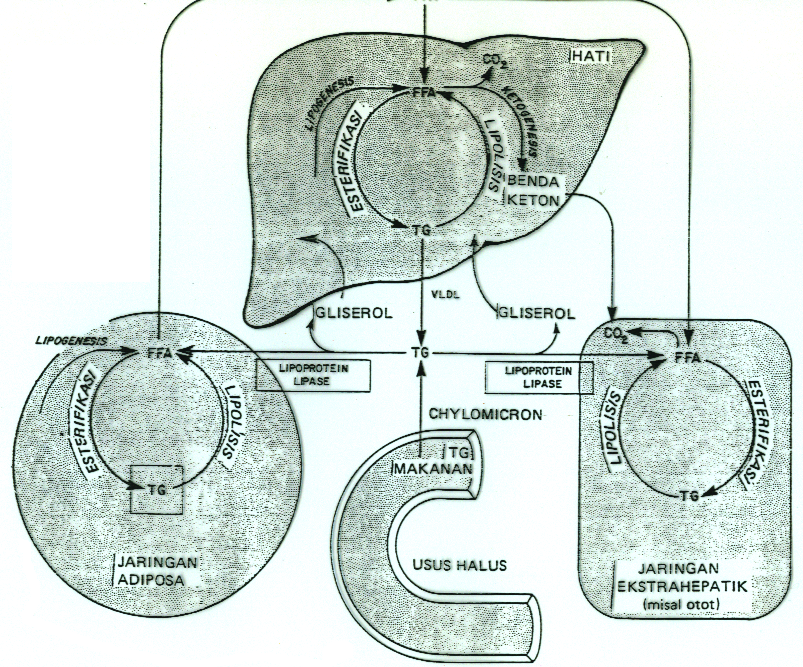 HATI
CO₂
LIPOGENESIS
FFA
KETOGENESIS
ESTERIFIKASI
LIPOLISIS
BENDA
KETON
TG
VLDL
GLISEROL
GLISEROL
LIPOGENESIS
FFA
TG
CO₂
FFA
LIPOPROTEIN
LIPASE
LIPOPROTEIN
LIPASE
ESTERIFIKASI
LIPOLISIS
CHYLOMICRON
LIPOLISIS
ESTERIFIKASI
TG
MAKANAN
TG
TG
JARINGAN
ADIPOSA
USUS HALUS
JARINGAN
EKSTRAHEPATIK
(misal otot)